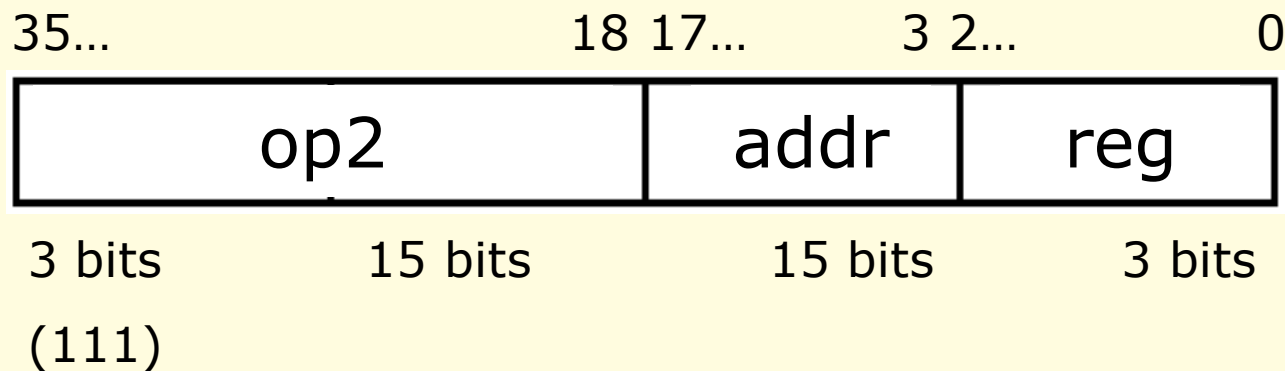 35… 18 17… 3 2… 0
op2 addr reg
3 bits 15 bits 15 bits 3 bits
(111)